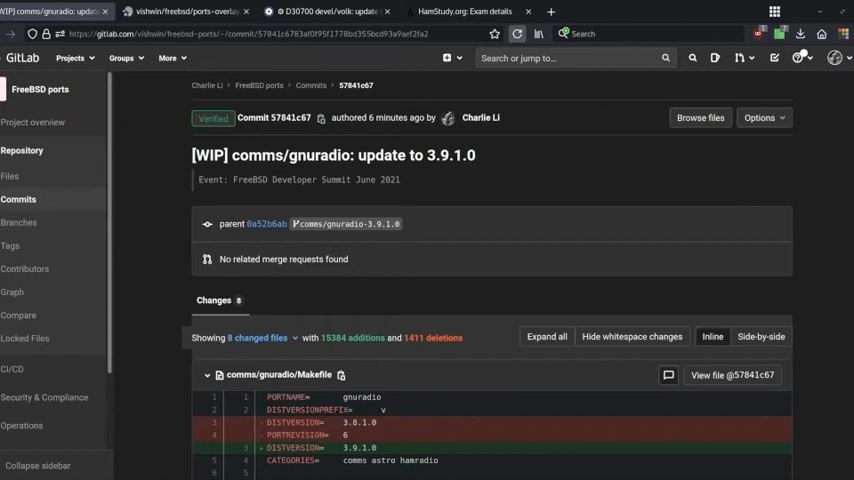 [WIP] comms/gnuradio: update to 3.9.1.0
vishwin/freebsd/ports-overlay
D30700 devel/volk: update
HamStudy.org: Exam details
https://gitlab.com/vishwin/freebsd-ports/-/commit/57841c6783af0f95f1778bd355bcd93a9aef2fa2
Search
GitLab
Projects
Groups
More
Search or jump to...
FreeBSD ports
Project overview
Repository
Files
Commits
Branches
Tags
Contributors
Graph
Compare
Locked Files
CI/CD
Security & Compliance
Operations
Collapse sidebar
Charlie Li > FreeBSD ports > Commits > 57841c67
Verified Commit 57841c67 authored 6 minutes ago by Charlie Li
Browse files
Options
[WIP] comms/gnuradio: update to 3.9.1.0
Event: FreeBSD Developer Summit June 2021
parent 0a52b6ab comms/gnuradio-3.9.1.0
No related merge requests found
Changes 8
Showing 8 changed files with 15384 additions and 1411 deletions
Expand all
Hide whitespace changes
Inline
Side-by-side
comms/gnuradio/Makefile
View file @57841c67
1 1 PORTNAME= gnuradio
2 2 DISTVERSIONPREFIX= v
3 - DISTVERSION= 3.8.1.0
4 - PORTREVISION= 6
3 + DISTVERSION= 3.9.1.0
5 4 CATEGORIES= comms astro hamradio
6 5